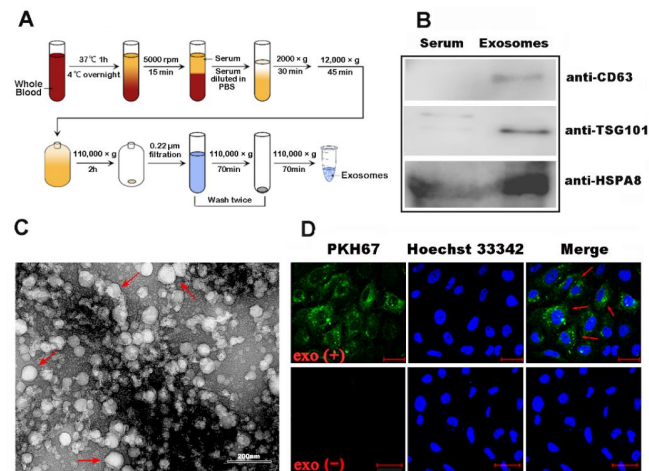 A
37℃ 1h
4℃ overnight
5000 rpm
15 min
Serum
Serum
diluted in
PBS
2000 × g
30 min
12,000 × g
45 min
Whole
Blood
110,000 × g
2h
0.22 μm
filtration
110,000 × g
70min
110,000 × g
70min
Exosomes
Wash twice
B
Serum Exosomes
anti-CD63
anti-TSG101
anti-HSPA8
C
200nm
D
PKH67 Hoechst 33342 Merge
exo (+)
exo (−)